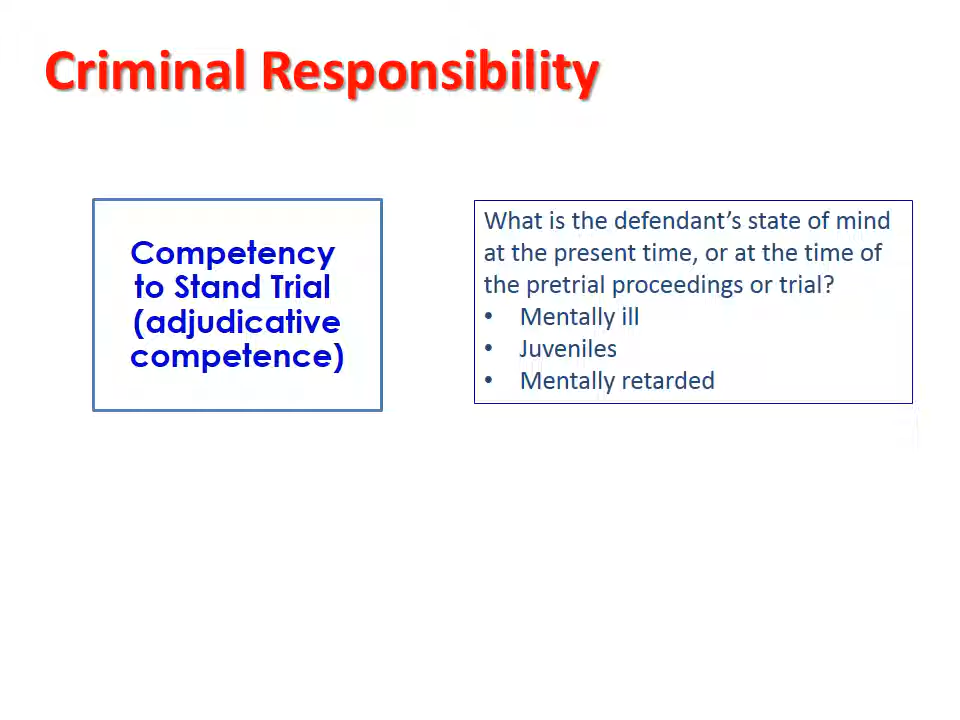 Criminal Responsibility
Competency
to Stand Trial
(adjudicative
competence)
What is the defendant’s state of mind
at the present time, or at the time of
the pretrial proceedings or trial?
• Mentally ill
• Juveniles
• Mentally retarded